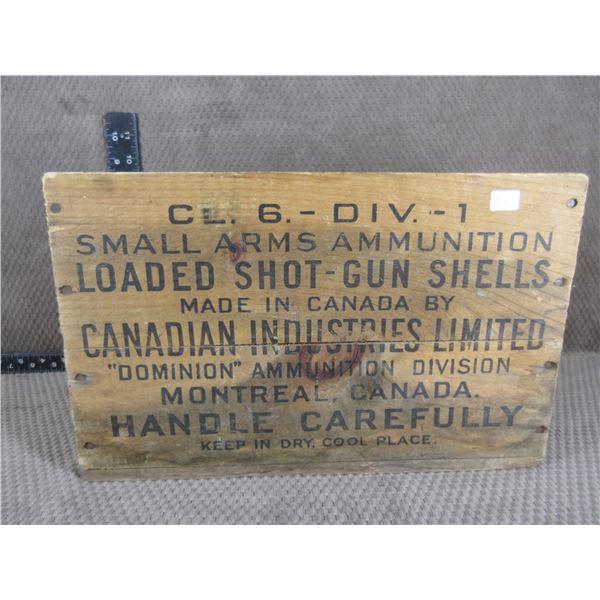 CL. 6. - DIV. - 1
SMALL ARMS AMMUNITION
LOADED SHOT-GUN SHELLS
MADE IN CANADA BY
CANADIAN INDUSTRIES LIMITED
"DOMINION" AMMUNITION DIVISION
MONTREAL, CANADA.
HANDLE CAREFULLY
KEEP IN DRY, COOL PLACE.